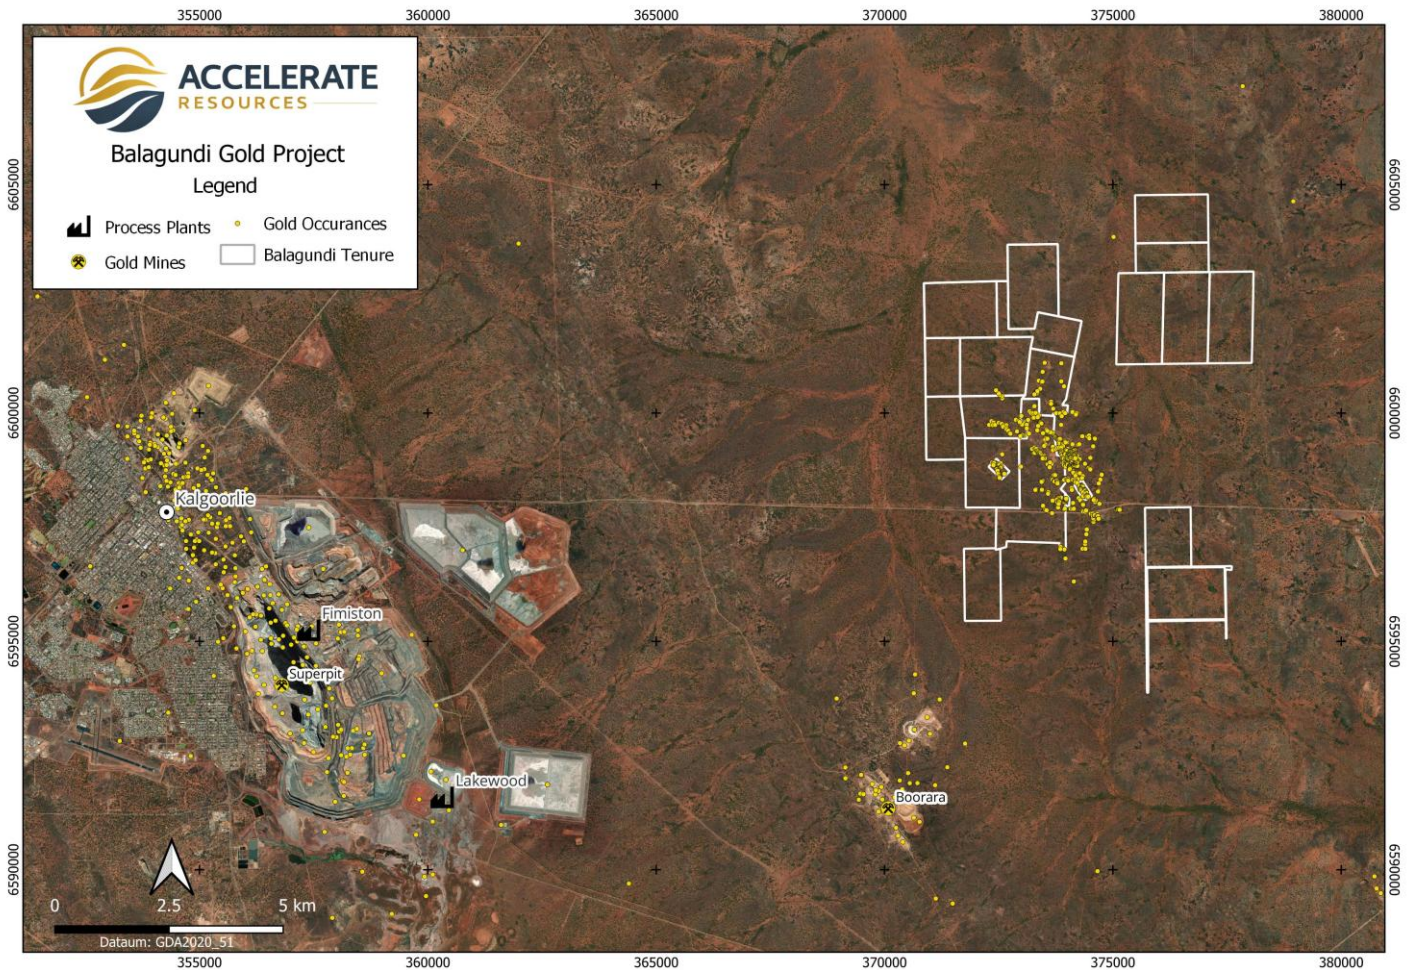 355000 360000 365000 370000 375000 380000
ACCELERATE
RESOURCES
Balagundi Gold Project
Legend
Process Plants
Gold Occurances
Gold Mines
Balagundi Tenure
6605000 6605000
6600000 6600000
Kalgoorlie
Fimiston
6595000 6595000
Superpit
Lakewood
Boorara
6590000 6590000
0 2.5 5 km
Dataum: GDA2020_51
355000 360000 365000 370000 375000 380000